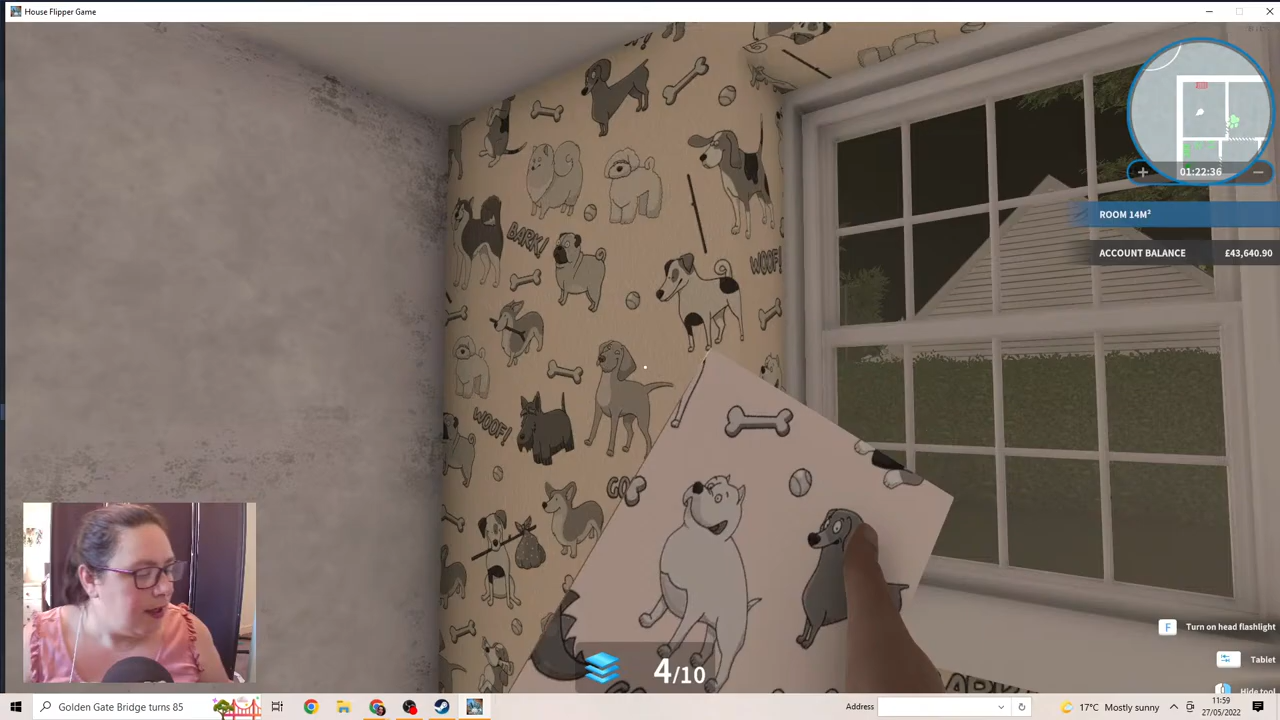 House Flipper Game
GO!
BARK!
WOOF!
WOOF!
GO
01:22:36
ROOM 14M²
ACCOUNT BALANCE £43,640.90
F Turn on head flashlight
Tablet
Hide tool
4/10
Golden Gate Bridge turns 85
Address
17°C Mostly sunny
11:59
27/05/2022